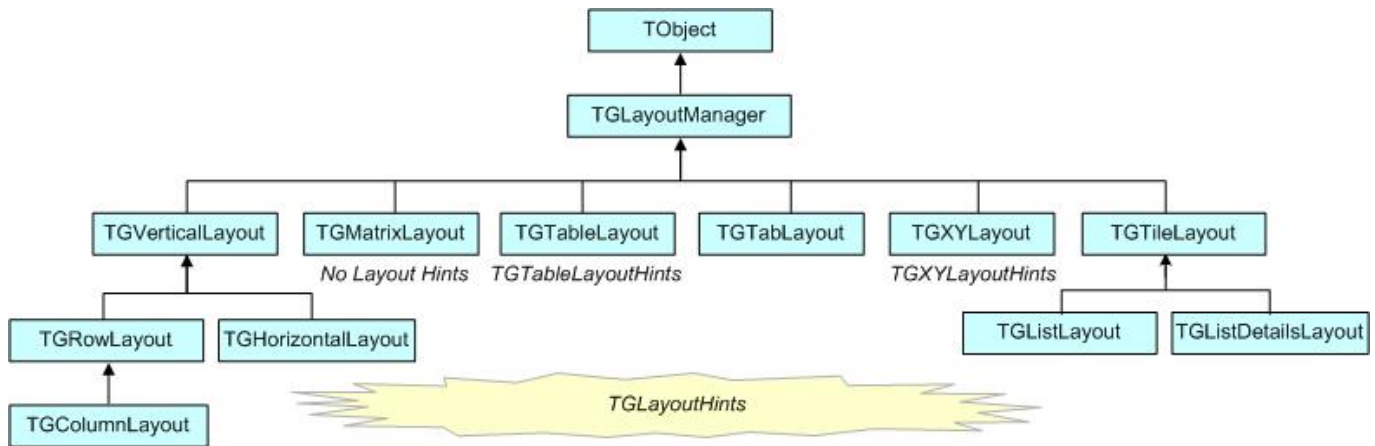 TObject
TGLayoutManager
TGVerticalLayout
TGMatrixLayout
TGTableLayout
TGTabLayout
TGXYLayout
TGTileLayout
No Layout Hints
TGTableLayoutHints
TGXYLayoutHints
TGRowLayout
TGHorizontalLayout
TGListLayout
TGListDetailsLayout
TGLayoutHints
TGColumnLayout